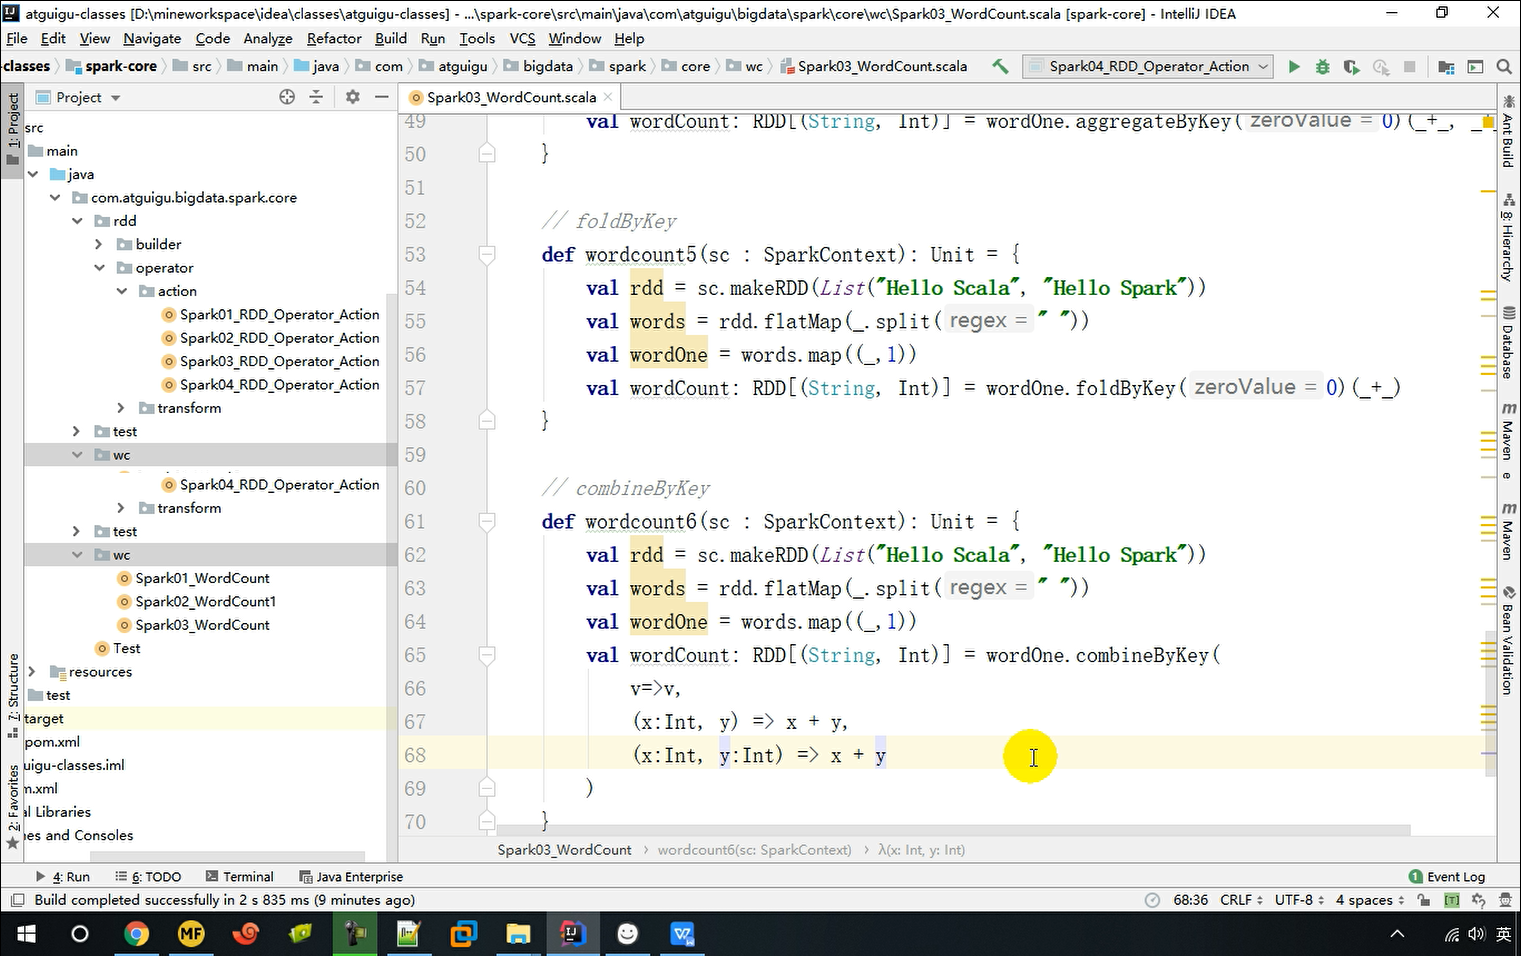 atguigu-classes [D:\mineworkspace\idea\classes\atguigu-classes] - ...\spark-core\src\main\java\com\atguigu\bigdata\spark\core\wc\Spark03_WordCount.scala [spark-core] - IntelliJ IDEA
File Edit View Navigate Code Analyze Refactor Build Run Tools VCS Window Help
-classes spark-core src main java com atguigu bigdata spark core wc Spark03_WordCount.scala Spark04_RDD_Operator_Action
Project
Spark03_WordCount.scala
1: Project
7: Structure
2: Favorites
src
main
java
com.atguigu.bigdata.spark.core
rdd
builder
operator
action
Spark01_RDD_Operator_Action
Spark02_RDD_Operator_Action
Spark03_RDD_Operator_Action
Spark04_RDD_Operator_Action
transform
test
wc
Spark04_RDD_Operator_Action
transform
test
wc
Spark01_WordCount
Spark02_WordCount1
Spark03_WordCount
Test
resources
test
target
pom.xml
uigu-classes.iml
m.xml
al Libraries
es and Consoles
49 val wordCount: RDD[(String, Int)] = wordOne.aggregateByKey( zeroValue = 0)(_+_, _
50 }
51
52 // foldByKey
53 def wordcount5(sc : SparkContext): Unit = {
54 val rdd = sc.makeRDD(List("Hello Scala", "Hello Spark"))
55 val words = rdd.flatMap(_.split( regex = " "))
56 val wordOne = words.map((_,1))
57 val wordCount: RDD[(String, Int)] = wordOne.foldByKey( zeroValue = 0)(_+_)
58 }
59
60 // combineByKey
61 def wordcount6(sc : SparkContext): Unit = {
62 val rdd = sc.makeRDD(List("Hello Scala", "Hello Spark"))
63 val words = rdd.flatMap(_.split( regex = " "))
64 val wordOne = words.map((_,1))
65 val wordCount: RDD[(String, Int)] = wordOne.combineByKey(
66 v=>v,
67 (x:Int, y) => x + y,
68 (x:Int, y:Int) => x + y
69 )
70 }
Spark03_WordCount wordcount6(sc: SparkContext) λ(x: Int, y: Int)
Ant Build
8: Hierarchy
Database
Maven
e
Maven
Bean Validation
4: Run 6: TODO Terminal Java Enterprise 1 Event Log
Build completed successfully in 2 s 835 ms (9 minutes ago) 68:36 CRLF UTF-8 4 spaces
英